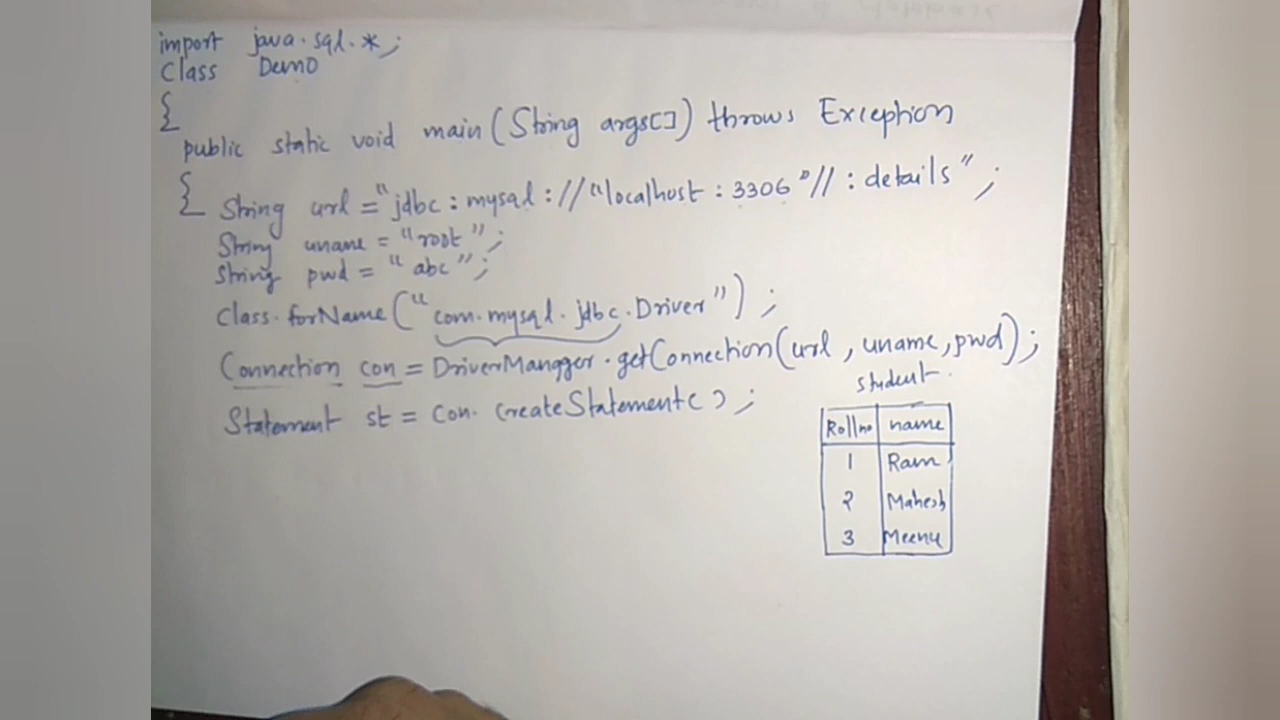 import java.sql.*;
Class Demo
{
public static void main(String args[]) throws Exception
{
String url = "jdbc:mysql://"localhost:3306"//:details";
String uname = "root";
String pwd = "abc";
Class.forName("com.mysql.jdbc.Driver");
Connection con = DriverManager.getConnection(url, uname, pwd);
Statement st = con.createStatement();
student
Rollno name
1 Ram
2 Mahesh
3 Meenu